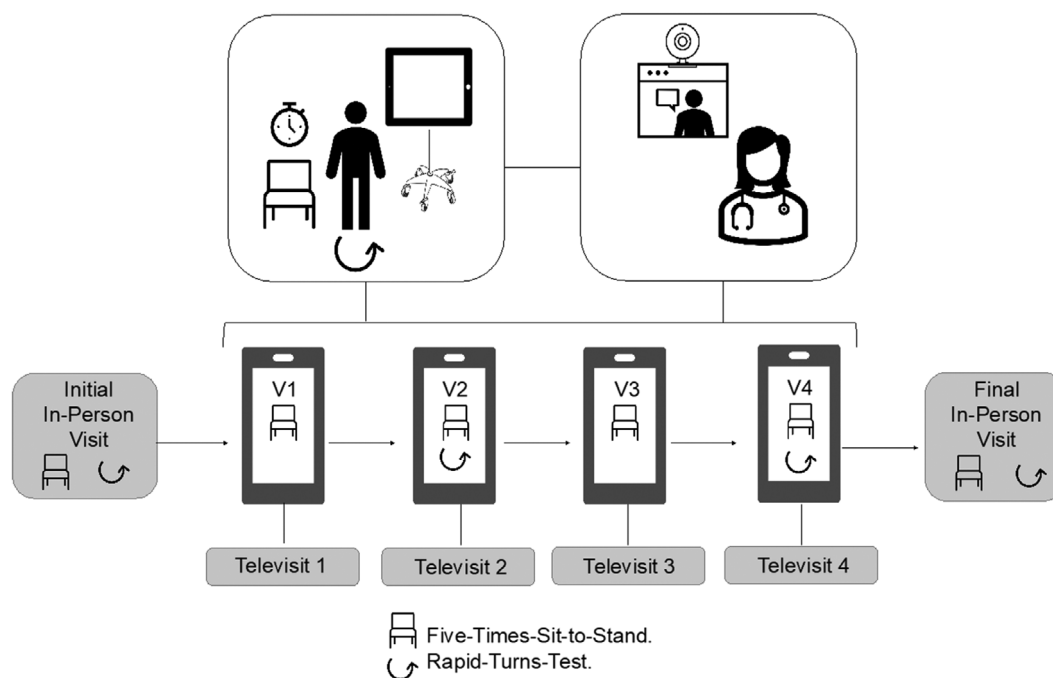 Initial
In-Person
Visit
V1
V2
V3
V4
Final
In-Person
Visit
Televisit 1
Televisit 2
Televisit 3
Televisit 4
Five-Times-Sit-to-Stand.
Rapid-Turns-Test.